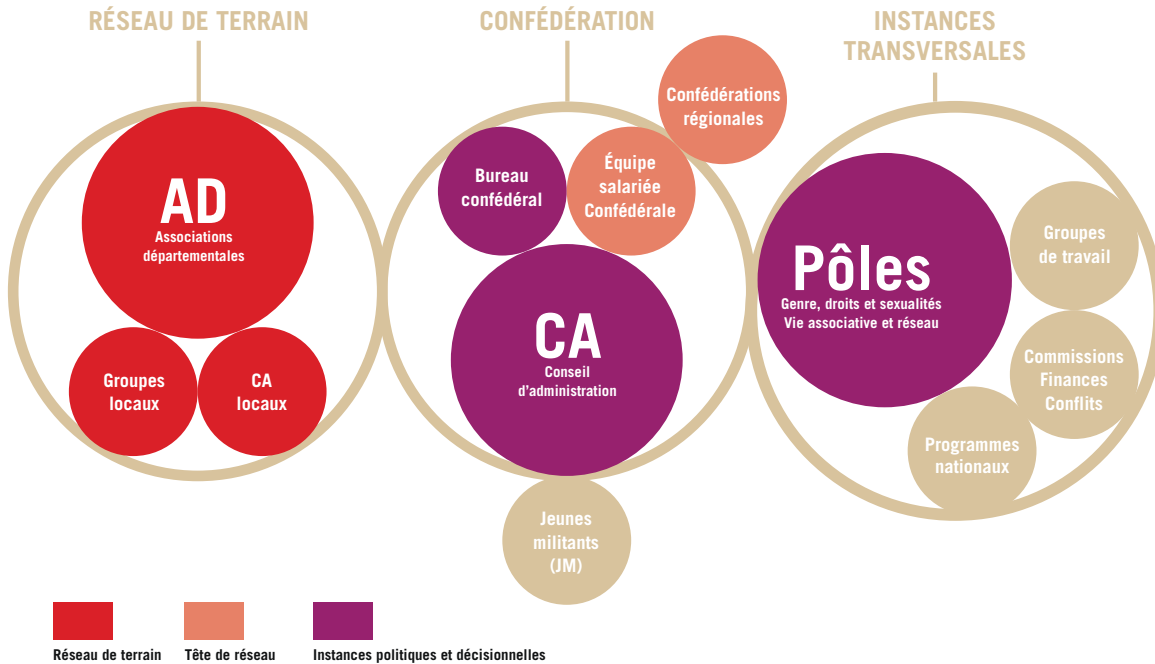 RÉSEAU DE TERRAIN
AD
Associations
départementales
Groupes
locaux
CA
locaux
CONFÉDÉRATION
Confédérations
régionales
Bureau
confédéral
Équipe
salariée
Confédérale
CA
Conseil
d'administration
Jeunes
militants
(JM)
INSTANCES
TRANSVERSALES
Pôles
Genre, droits et sexualités
Vie associative et réseau
Groupes
de travail
Commissions
Finances
Conflits
Programmes
nationaux
Réseau de terrain
Tête de réseau
Instances politiques et décisionnelles